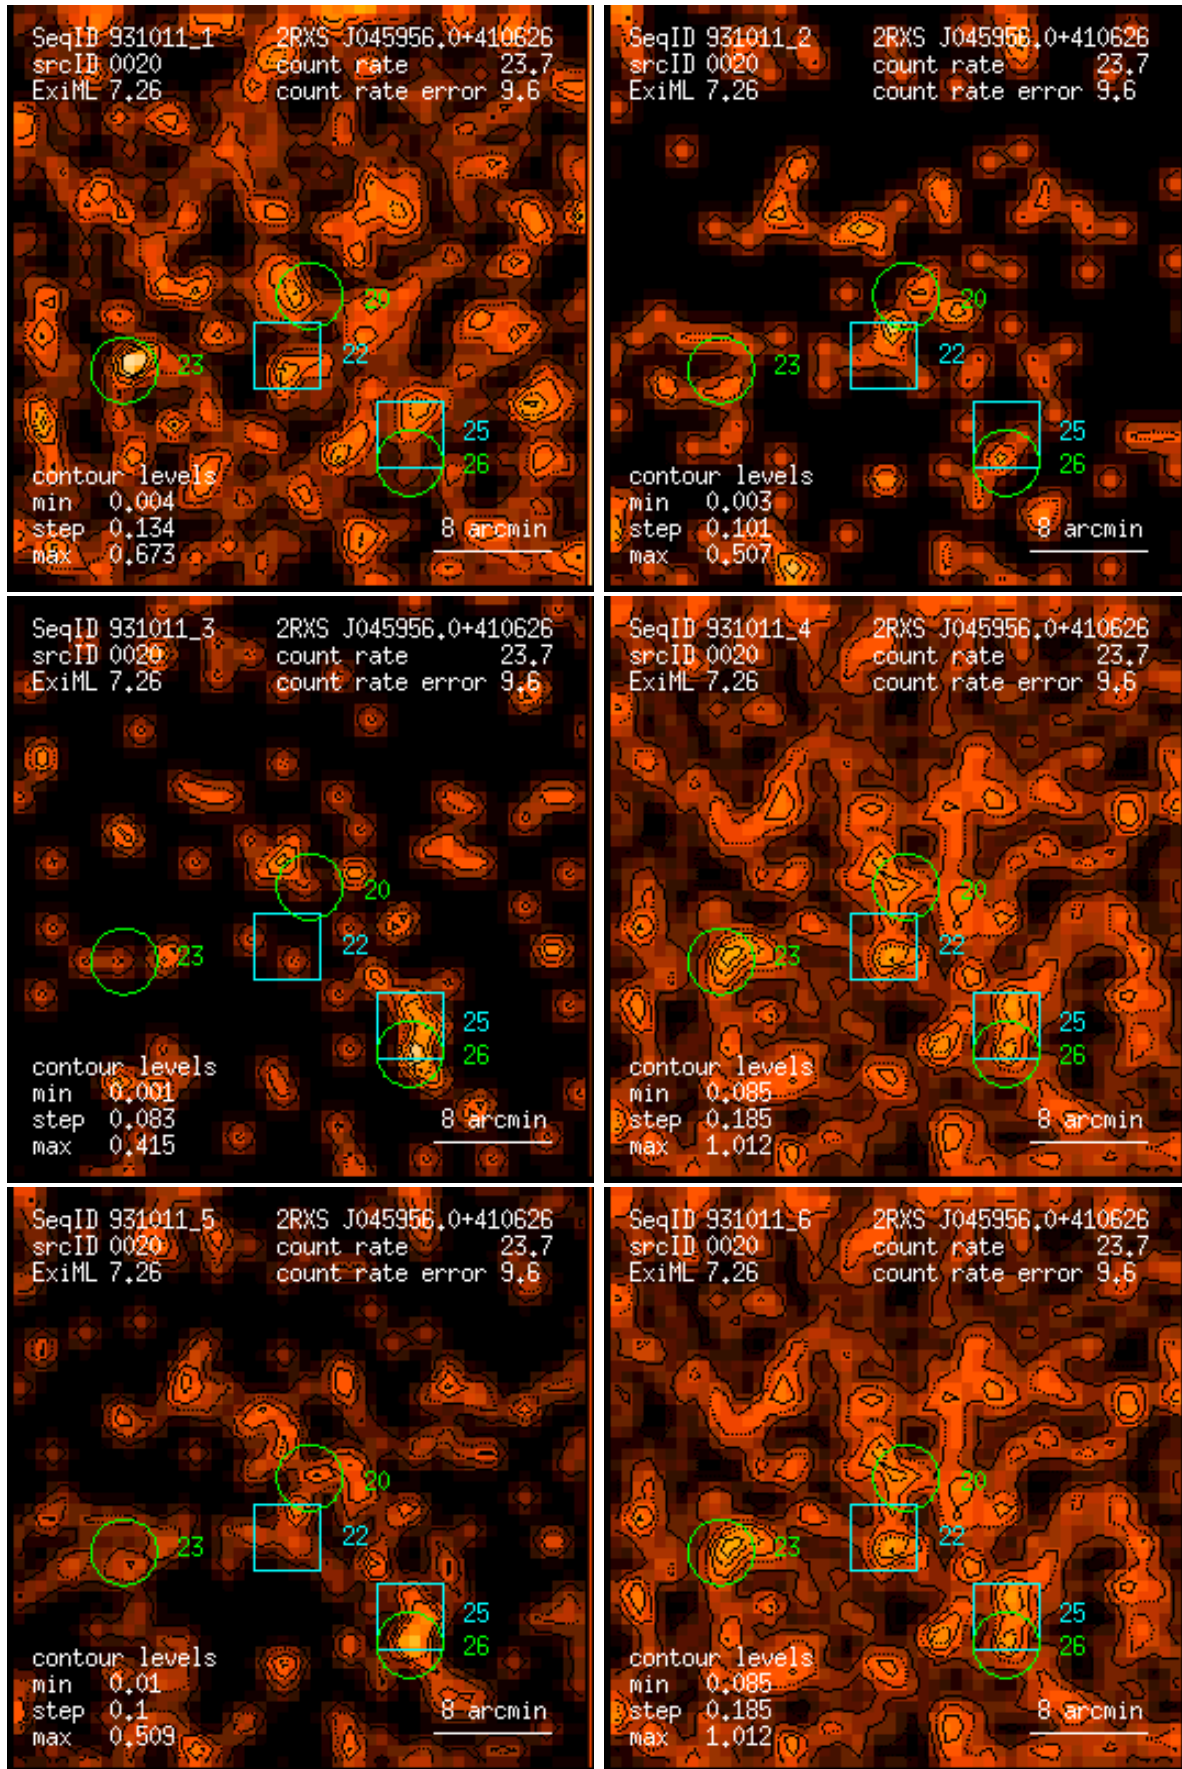 SeqID 931011_1 2RXS J045956.0+410626
srcID 0020 count rate 23.7
ExiML 7.26 count rate error 9.6
20
23
22
25
26
contour levels
min 0.004
step 0.134
max 0.673
8 arcmin
SeqID 931011_2 2RXS J045956.0+410626
srcID 0020 count rate 23.7
ExiML 7.26 count rate error 9.6
20
23
22
25
26
contour levels
min 0.003
step 0.101
max 0.507
8 arcmin
SeqID 931011_3 2RXS J045956.0+410626
srcID 0020 count rate 23.7
ExiML 7.26 count rate error 9.6
20
23
22
25
26
contour levels
min 0.001
step 0.083
max 0.415
8 arcmin
SeqID 931011_4 2RXS J045956.0+410626
srcID 0020 count rate 23.7
ExiML 7.26 count rate error 9.6
20
23
22
25
26
contour levels
min 0.085
step 0.185
max 1.012
8 arcmin
SeqID 931011_5 2RXS J045956.0+410626
srcID 0020 count rate 23.7
ExiML 7.26 count rate error 9.6
20
23
22
25
26
contour levels
min 0.01
step 0.1
max 0.509
8 arcmin
SeqID 931011_6 2RXS J045956.0+410626
srcID 0020 count rate 23.7
ExiML 7.26 count rate error 9.6
20
23
22
25
26
contour levels
min 0.085
step 0.185
max 1.012
8 arcmin